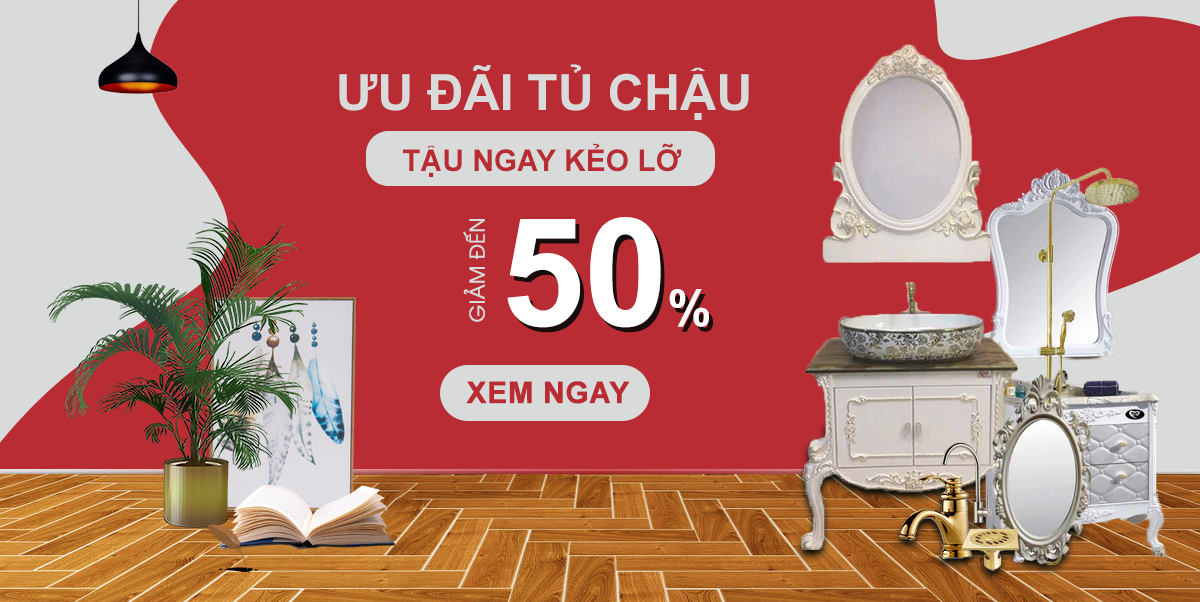 ƯU ĐÃI TỦ CHẬU
TẬU NGAY KẺO LỠ
GIẢM ĐẾN
50%
XEM NGAY